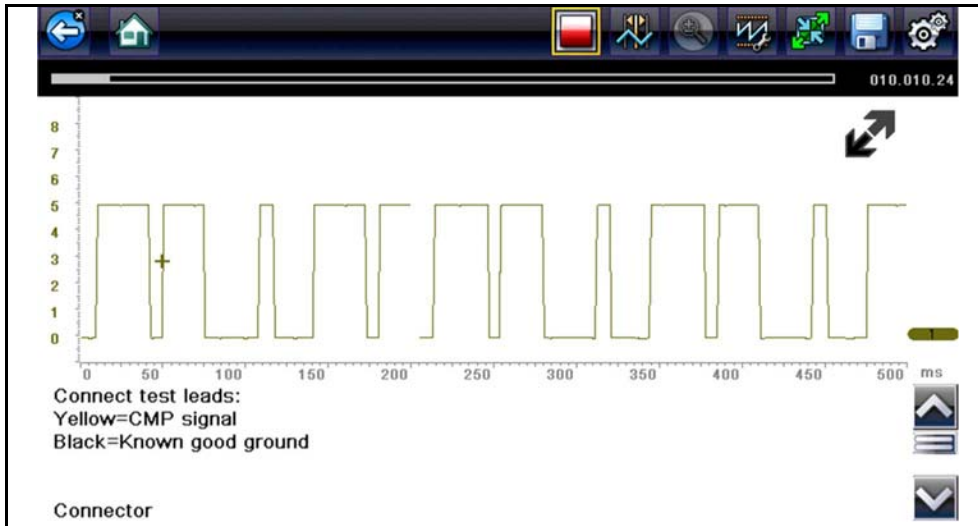 010.010.24
8
7
6
5
4
3
2
1
0
1
0 50 100 150 200 250 300 350 400 450 500 ms
Connect test leads:
Yellow=CMP signal
Black=Known good ground
Connector